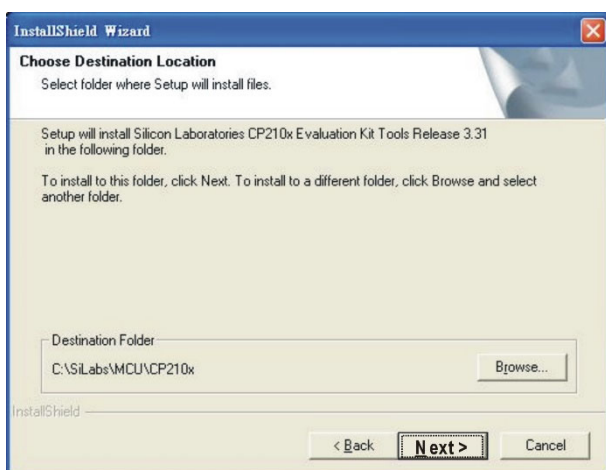 InstallShield Wizard
Choose Destination Location
Select folder where Setup will install files.
Setup will install Silicon Laboratories CP210x Evaluation Kit Tools Release 3.31
in the following folder.
To install to this folder, click Next. To install to a different folder, click Browse and select
another folder.
Destination Folder
C:\SiLabs\MCU\CP210x
Browse...
InstallShield
< Back
Next >
Cancel